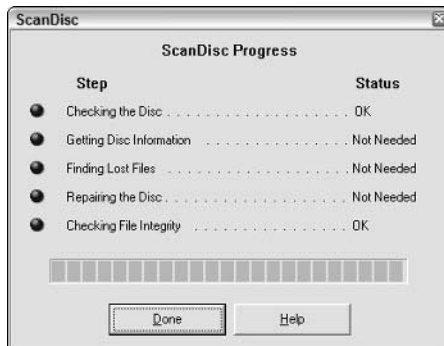 ScanDisc
ScanDisc Progress
Step Status
Checking the Disc . . . . . . . . . . . . . . . . . . . . OK
Getting Disc Information . . . . . . . . . . . . . Not Needed
Finding Lost Files . . . . . . . . . . . . . . . . . Not Needed
Repairing the Disc . . . . . . . . . . . . . . . . Not Needed
Checking File Integrity . . . . . . . . . . . . . . OK
Done Help